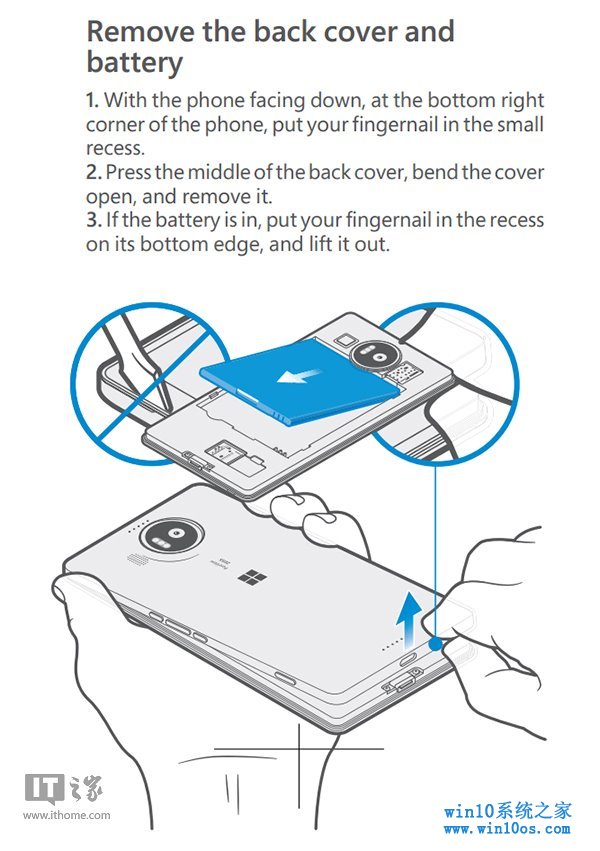 Remove the back cover and
battery
1. With the phone facing down, at the bottom right
corner of the phone, put your fingernail in the small
recess.
2. Press the middle of the back cover, bend the cover
open, and remove it.
3. If the battery is in, put your fingernail in the recess
on its bottom edge, and lift it out.
IT之家
www.ithome.com
win10系统之家
www.win10os.com